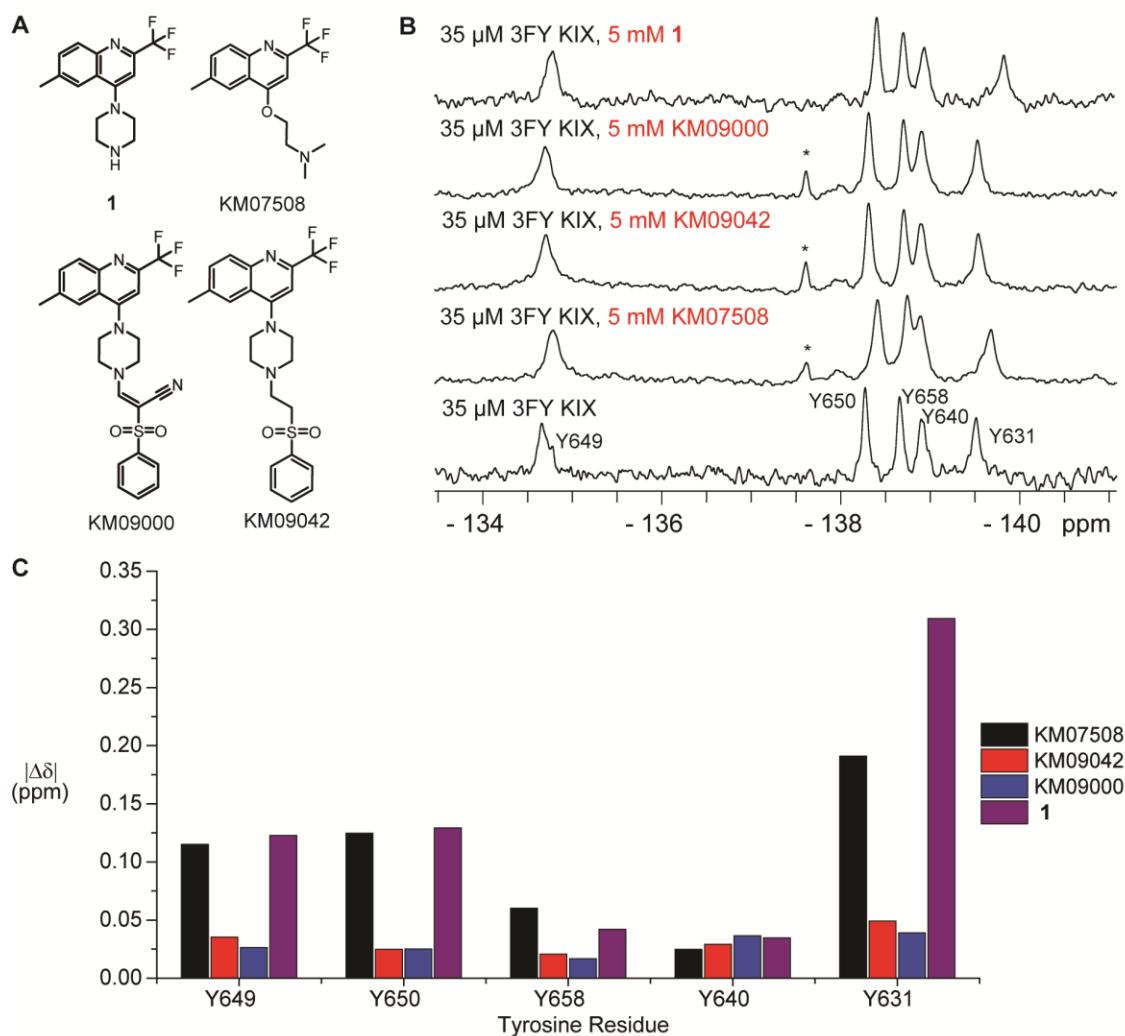 A
N
F
F
F
N
N
H
1
N
F
F
F
O
N
KM07508
N
F
F
F
N
N
N
O
S
O
KM09000
N
F
F
F
N
N
O
S
O
KM09042
B
35 µM 3FY KIX, 5 mM 1
35 µM 3FY KIX, 5 mM KM09000
*
35 µM 3FY KIX, 5 mM KM09042
*
35 µM 3FY KIX, 5 mM KM07508
*
35 µM 3FY KIX
Y649
Y650
Y658
Y640
Y631
- 134
- 136
- 138
- 140
ppm
C
0.35
0.30
0.25
0.20
0.15
0.10
0.05
0.00
|Δδ|
(ppm)
Y649
Y650
Y658
Y640
Y631
Tyrosine Residue
KM07508
KM09042
KM09000
1